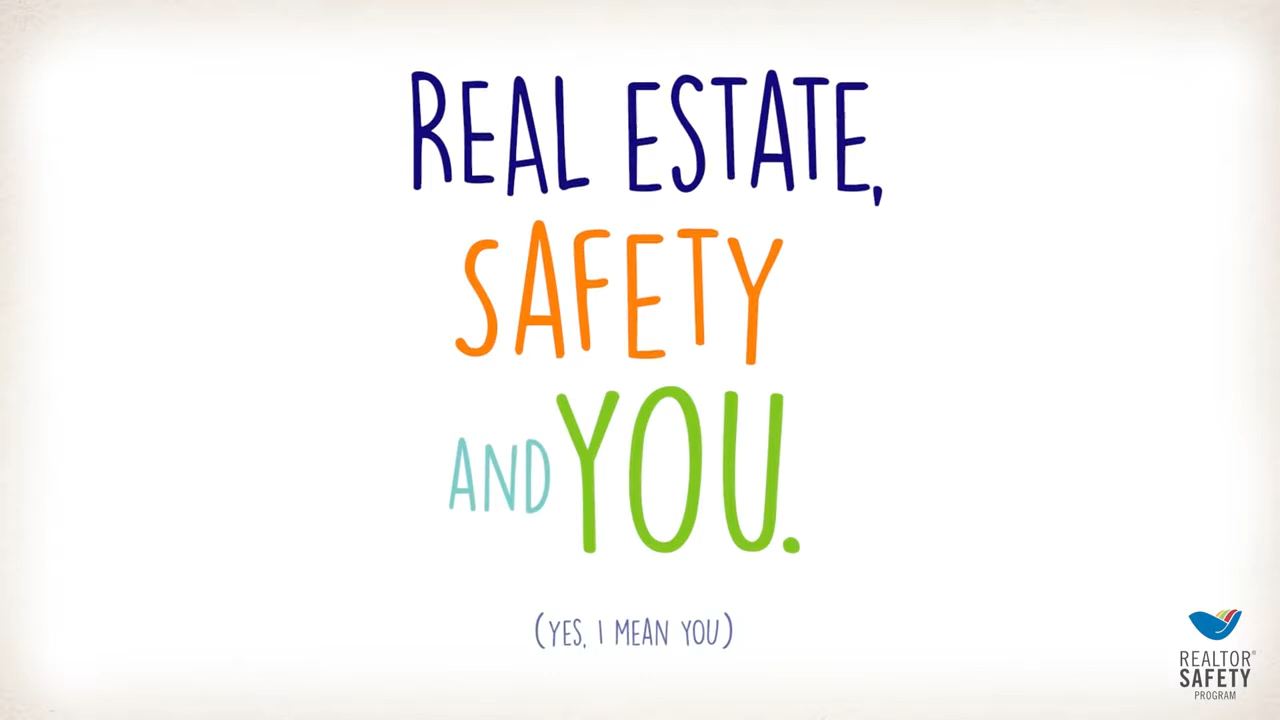 REAL ESTATE,
SAFETY
AND YOU.
(YES, I MEAN YOU)
REALTOR®
SAFETY
PROGRAM